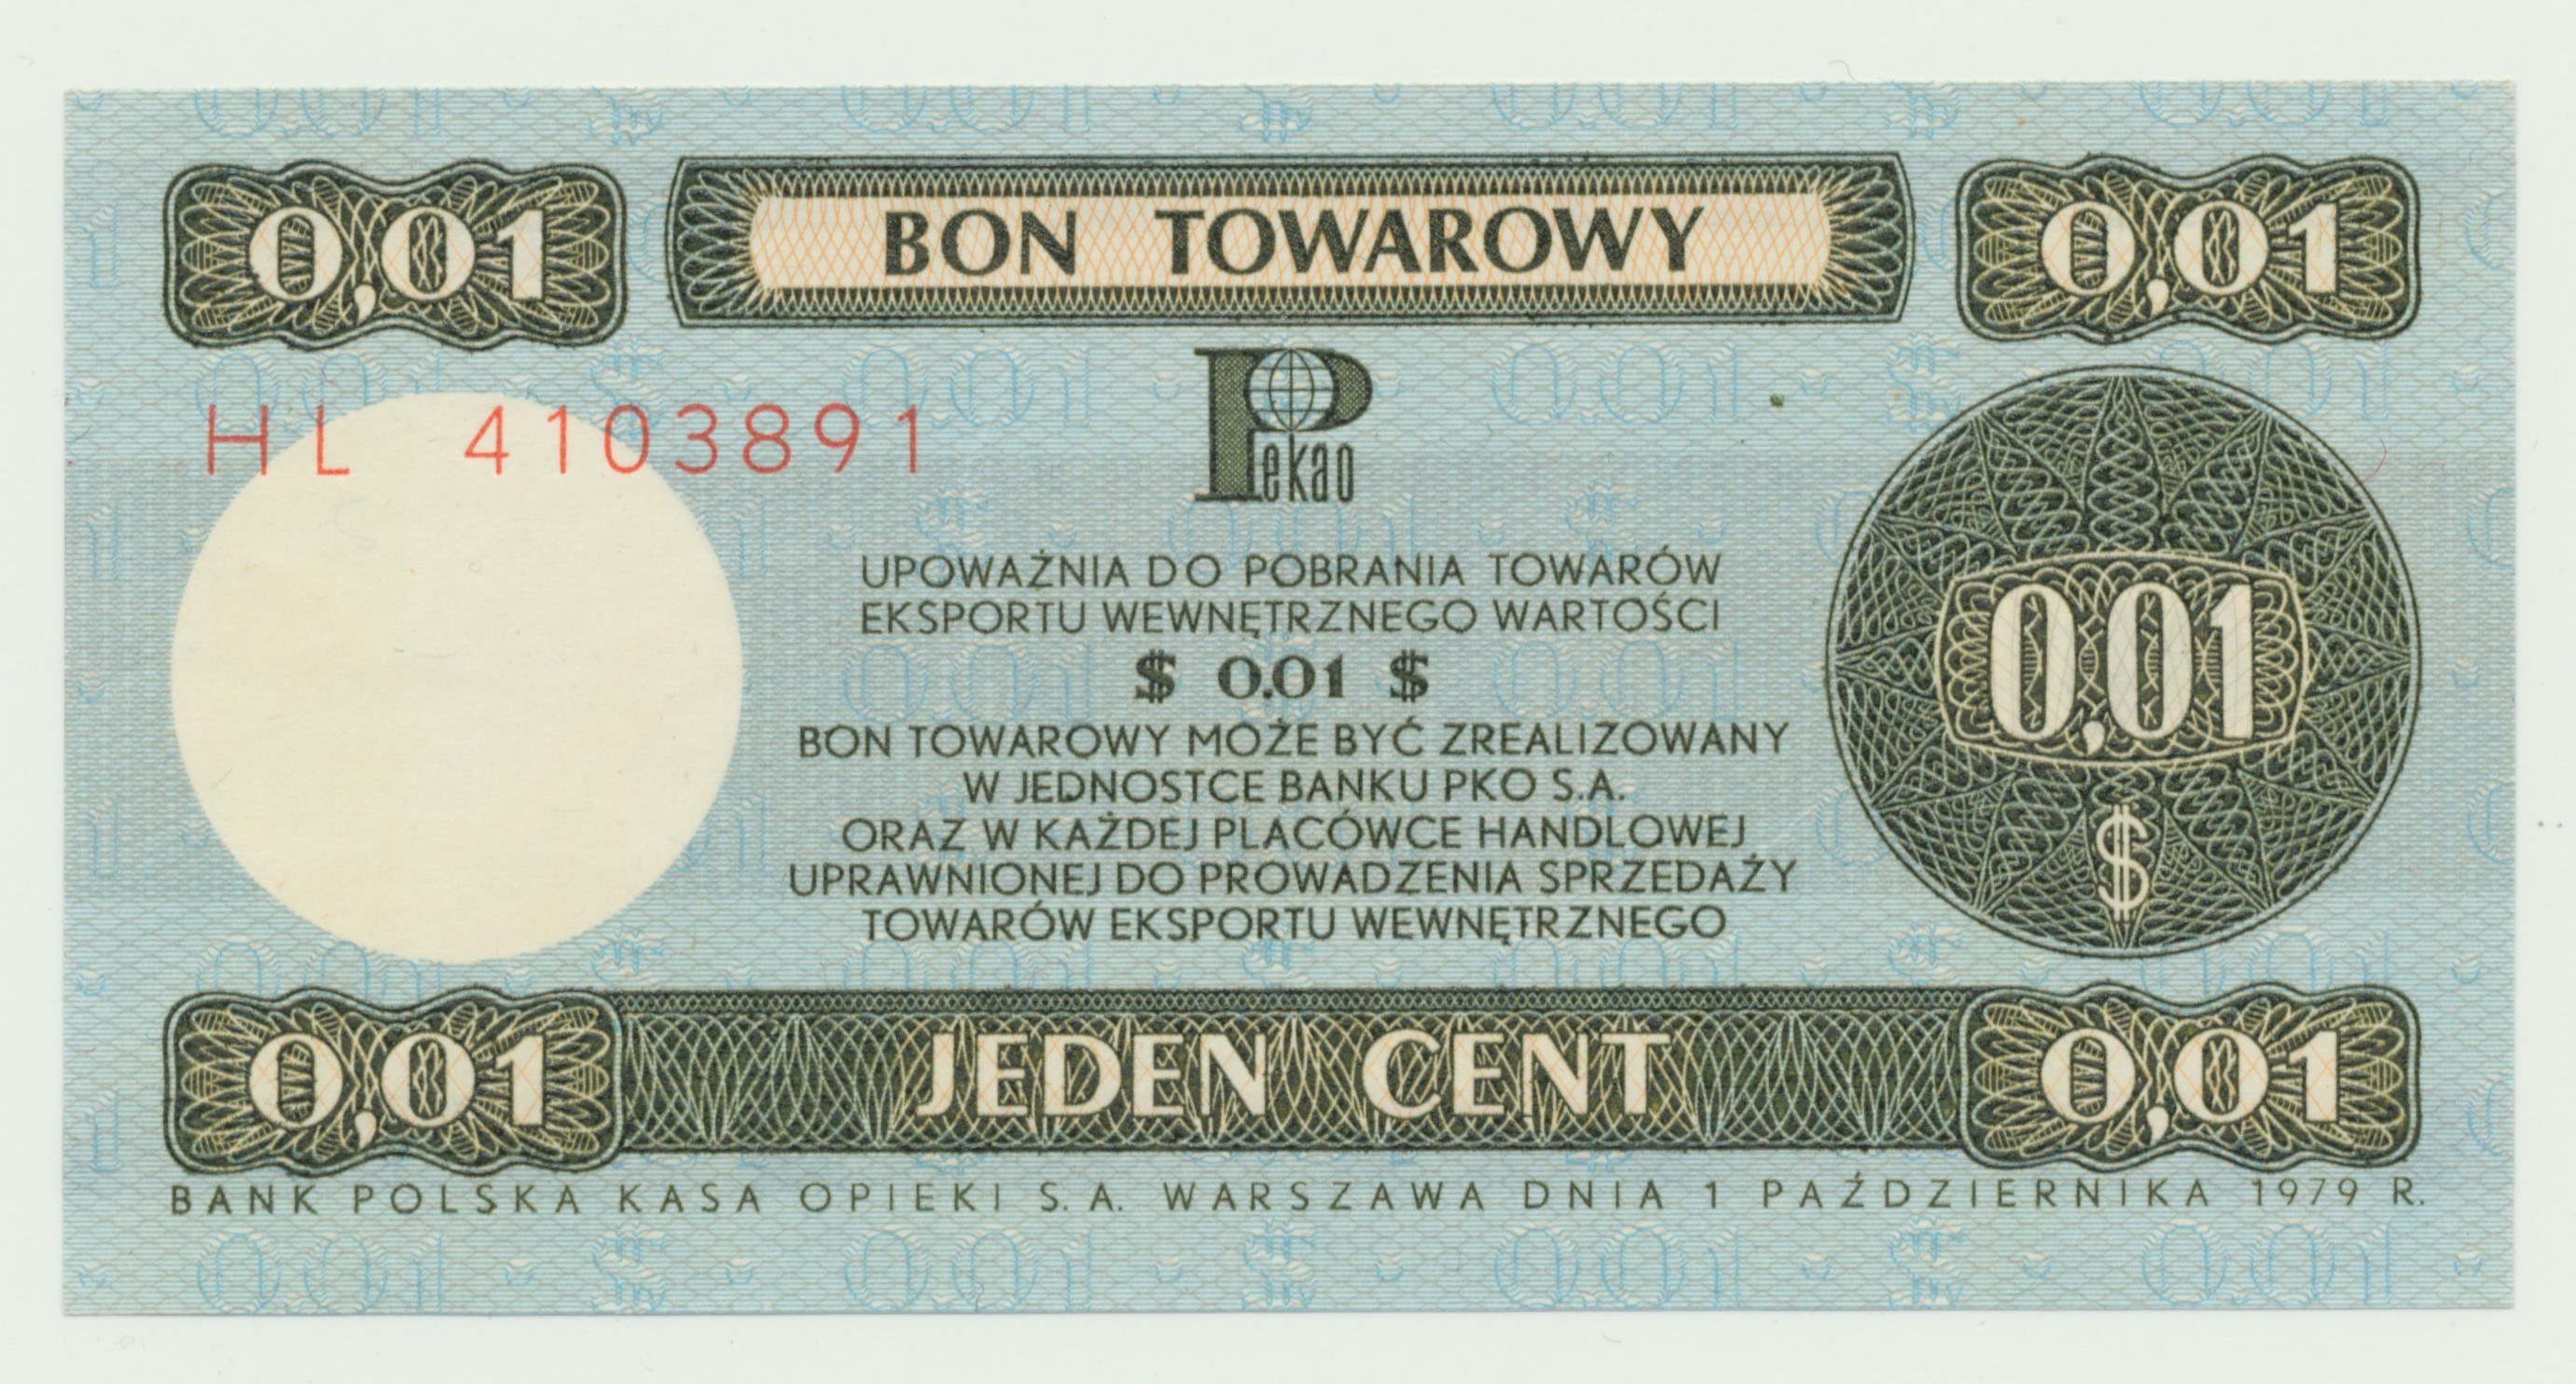 0,01 BON TOWAROWY 0,01
HL 4103891
Pekao
UPOWAŻNIA DO POBRANIA TOWARÓW
EKSPORTU WEWNĘTRZNEGO WARTOŚCI
$ 0.01 $
0,01
BON TOWAROWY MOŻE BYĆ ZREALIZOWANY
W JEDNOSTCE BANKU PKO S.A.
ORAZ W KAŻDEJ PLACÓWCE HANDLOWEJ
$
UPRAWNIONEJ DO PROWADZENIA SPRZEDAŻY
TOWARÓW EKSPORTU WEWNĘTRZNEGO
0,01 JEDEN CENT 0,01
BANK POLSKA KASA OPIEKI S.A. WARSZAWA DNIA 1 PAŹDZIERNIKA 1979 R.